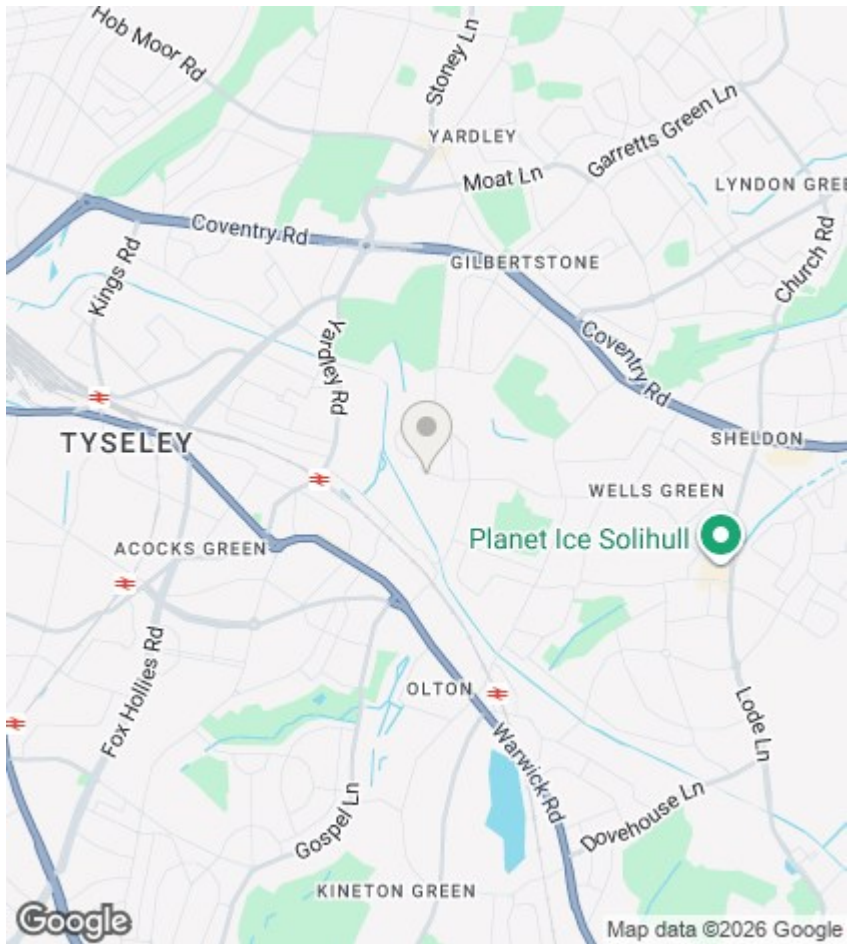 Hob Moor Rd
Stoney Ln
YARDLEY
Garretts Green Ln
Moat Ln
LYNDON GREE
Coventry Rd
Kings Rd
GILBERTSTONE
Church Rd
Yardley Rd
Coventry Rd
TYSELEY
SHELDON
WELLS GREEN
Planet Ice Solihull
ACOCKS GREEN
Fox Hollies Rd
OLTON
Warwick Rd
Lode Ln
Gospel Ln
Dovehouse Ln
KINETON GREEN
Google
Map data ©2026 Google